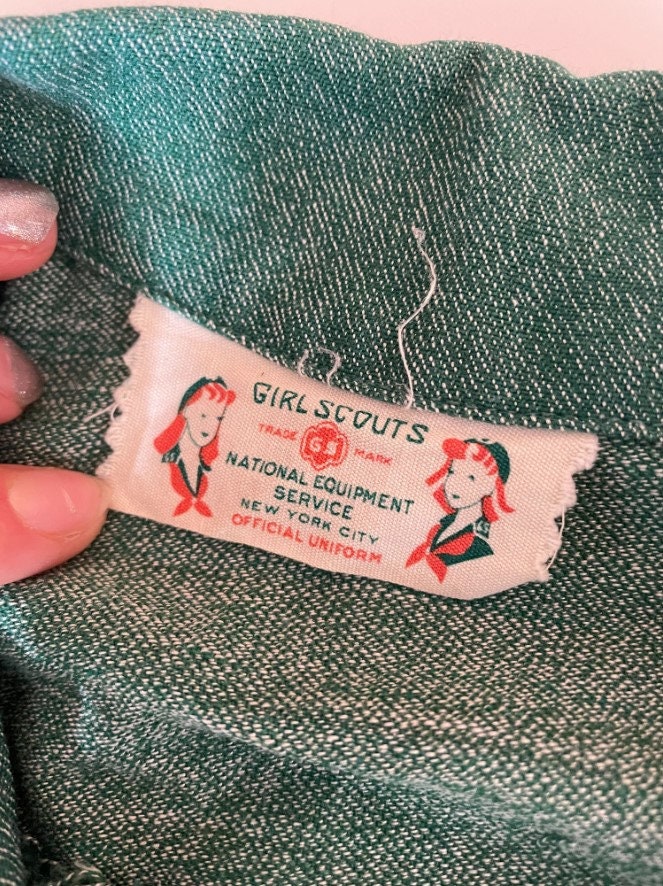 GIRL SCOUTS
TRADE GS MARK
NATIONAL EQUIPMENT
SERVICE
NEW YORK CITY
OFFICIAL UNIFORM